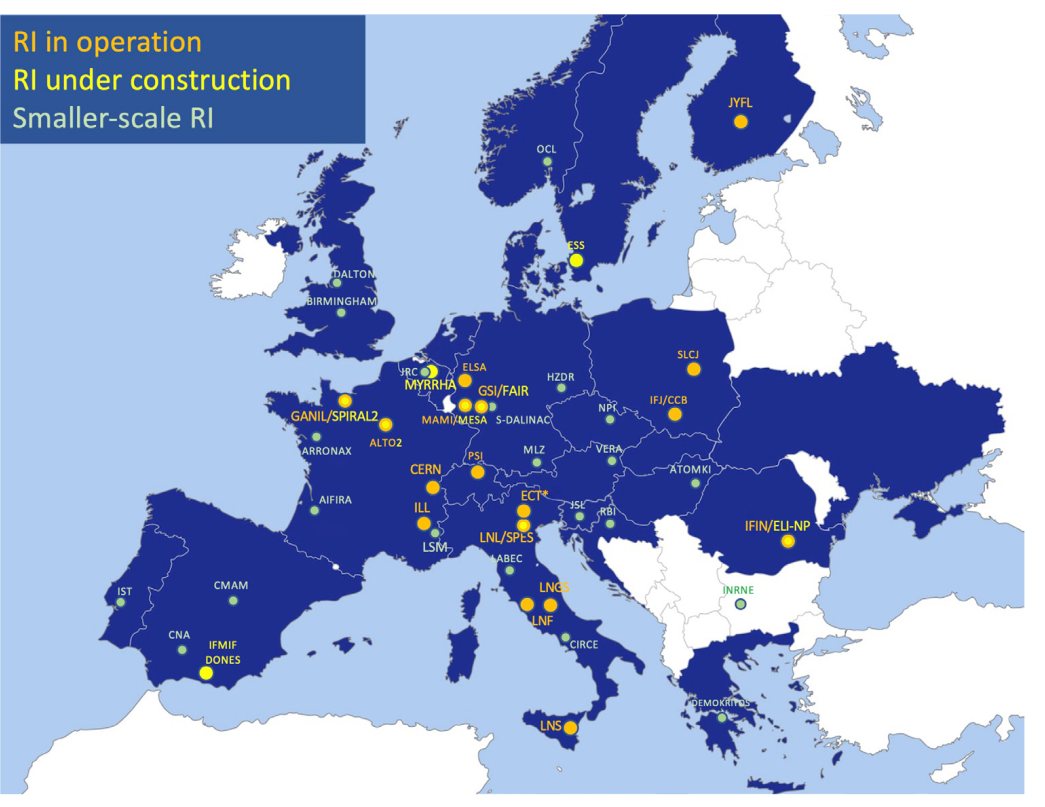 RI in operation
RI under construction
Smaller-scale RI
JYFL
OCL
ESS
DALTON
BIRMINGHAM
JRC
MYRRHA
ELSA
GSI/FAIR
HZDR
SLCJ
IFJ/CCB
GANIL/SPIRAL2
MAMI/MESA
S-DALINAC
NPI
ALTO2
ARRONAX
PSI
MLZ
VERA
ATOMKI
CERN
AIFIRA
ILL
LSM
ECT*
LNL/SPES
JSL
RBI
IFIN/ELI-NP
LABEC
IST
CMAM
LNGS
LNF
INRNE
CNA
IFMIF
DONES
CIRCE
LNS
DEMOKRITOS